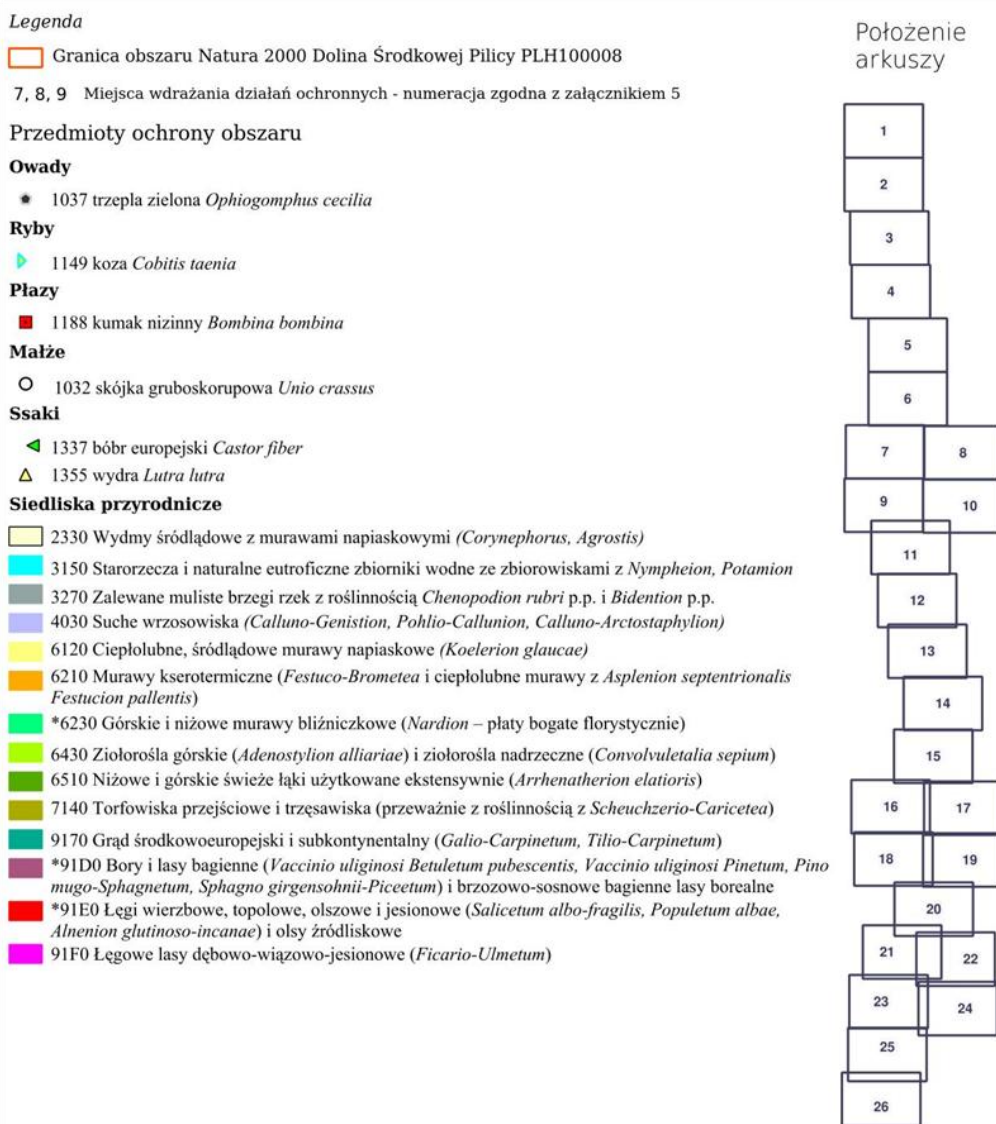 Legenda
Granica obszaru Natura 2000 Dolina Środkowej Pilicy PLH100008
7, 8, 9 Miejsca wdrażania działań ochronnych - numeracja zgodna z załącznikiem 5
Przedmioty ochrony obszaru
Owady
1037 trzepla zielona Ophiogomphus cecilia
Ryby
1149 koza Cobitis taenia
Płazy
1188 kumak nizinny Bombina bombina
Małże
1032 skójka gruboskorupowa Unio crassus
Ssaki
1337 bóbr europejski Castor fiber
1355 wydra Lutra lutra
Siedliska przyrodnicze
2330 Wydmy śródlądowe z murawami napiaskowymi (Corynephorus, Agrostis)
3150 Starorzecza i naturalne eutroficzne zbiorniki wodne ze zbiorowiskami z Nympheion, Potamion
3270 Zalewane muliste brzegi rzek z roślinnością Chenopodion rubri p.p. i Bidention p.p.
4030 Suche wrzosowiska (Calluno-Genistion, Pohlio-Callunion, Calluno-Arctostaphylion)
6120 Ciepłolubne, śródlądowe murawy napiaskowe (Koelerion glaucae)
6210 Murawy kserotermiczne (Festuco-Brometea i ciepłolubne murawy z Asplenion septentrionalis
Festucion pallentis)
*6230 Górskie i niżowe murawy bliźniczkowe (Nardion – płaty bogate florystycznie)
6430 Ziołorośla górskie (Adenostylion alliariae) i ziołorośla nadrzeczne (Convolvuletalia sepium)
6510 Niżowe i górskie świeże łąki użytkowane ekstensywnie (Arrhenatherion elatioris)
7140 Torfowiska przejściowe i trzęsawiska (przeważnie z roślinnością z Scheuchzerio-Caricetea)
9170 Grąd środkowoeuropejski i subkontynentalny (Galio-Carpinetum, Tilio-Carpinetum)
*91D0 Bory i lasy bagienne (Vaccinio uliginosi Betuletum pubescentis, Vaccinio uliginosi Pinetum, Pino
mugo-Sphagnetum, Sphagno girgensohnii-Piceetum) i brzozowo-sosnowe bagienne lasy borealne
*91E0 Łęgi wierzbowe, topolowe, olszowe i jesionowe (Salicetum albo-fragilis, Populetum albae,
Alnenion glutinoso-incanae) i olsy źródliskowe
91F0 Łęgowe lasy dębowo-wiązowo-jesionowe (Ficario-Ulmetum)
Położenie
arkuszy
1
2
3
4
5
6
7 8
9 10
11
12
13
14
15
16 17
18 19
20
21 22
23 24
25
26